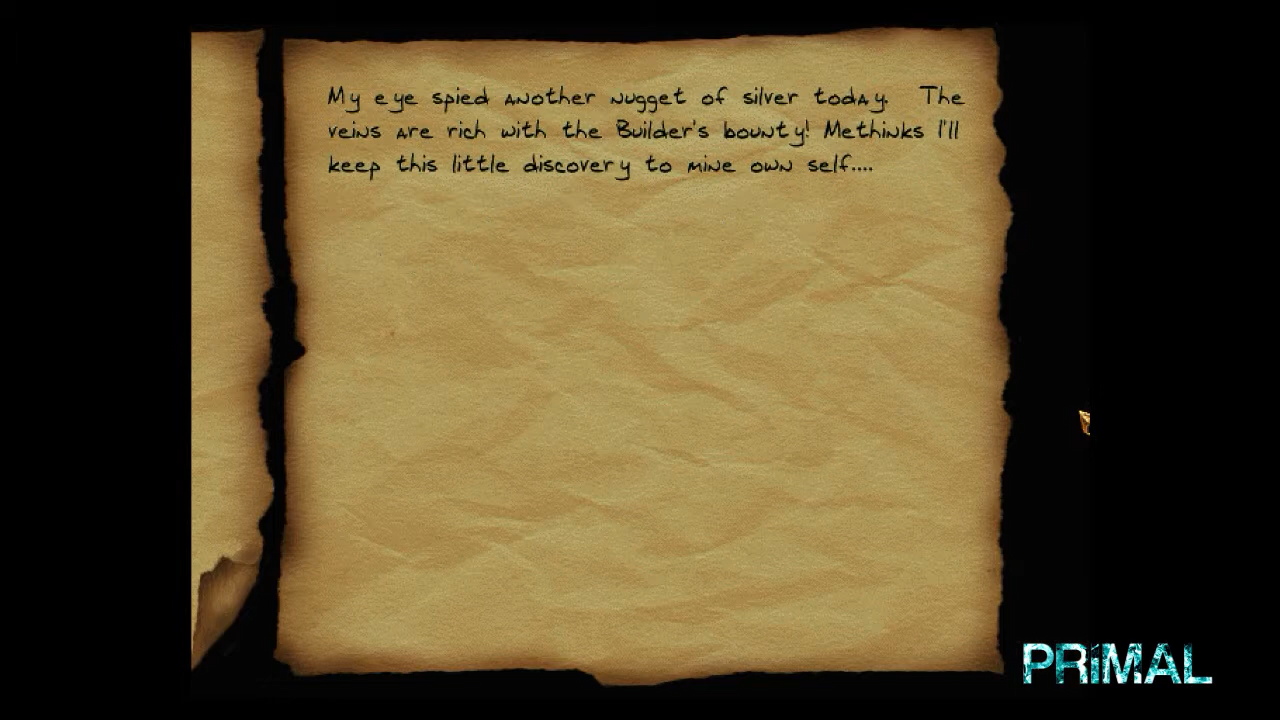 My eye spied another nugget of silver today.  The
veins are rich with the Builder's bounty! Methinks I'll
keep this little discovery to mine own self....
PRIMAL